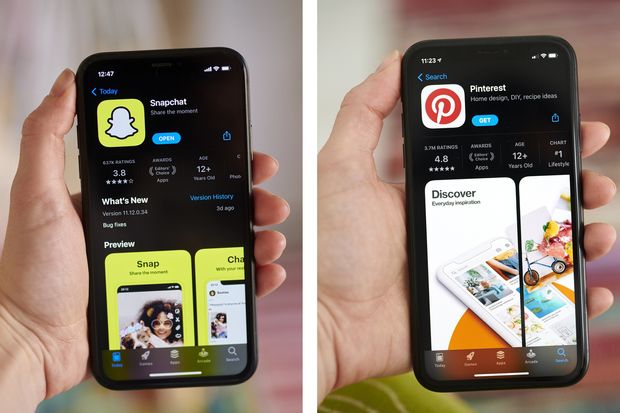 12:47
Today
Snapchat
Share the moment
OPEN
637K RATINGS
3.8
AWARDS
Editors'
Choice
Apps
AGE
12+
Years Old
What's New
Version History
Version 11.12.0.34
3d ago
Bug fixes
Preview
Snap
Share the moment
Cha
With your rea
Today
Games
Apps
Arcade
Search
11:23
Search
Pinterest
Home design, DIY, recipe ideas
GET
3.7M RATINGS
4.8
AWARDS
Editors'
Choice
Apps
AGE
12+
Years Old
CHART
#1
Lifestyle
Discover
Everyday inspiration
Today
Games
Apps
Arcade
Search